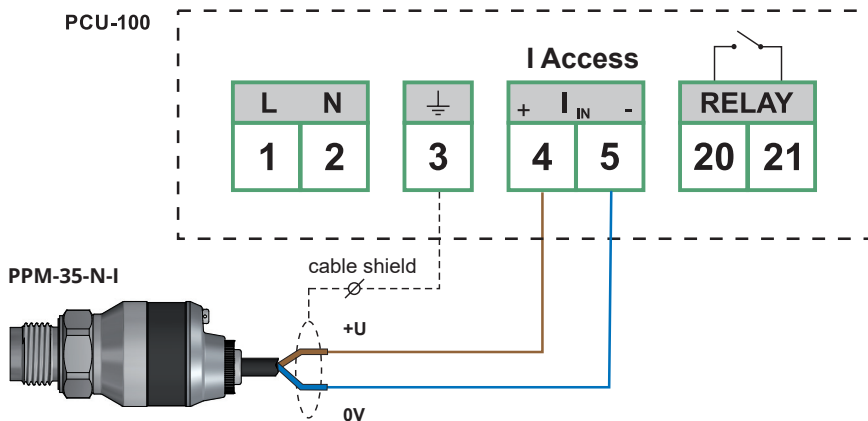 PCU-100
I Access
L N
⏚
+ I IN -
RELAY
1 2
3
4 5
20 21
cable shield
PPM-35-N-I
+U
0V